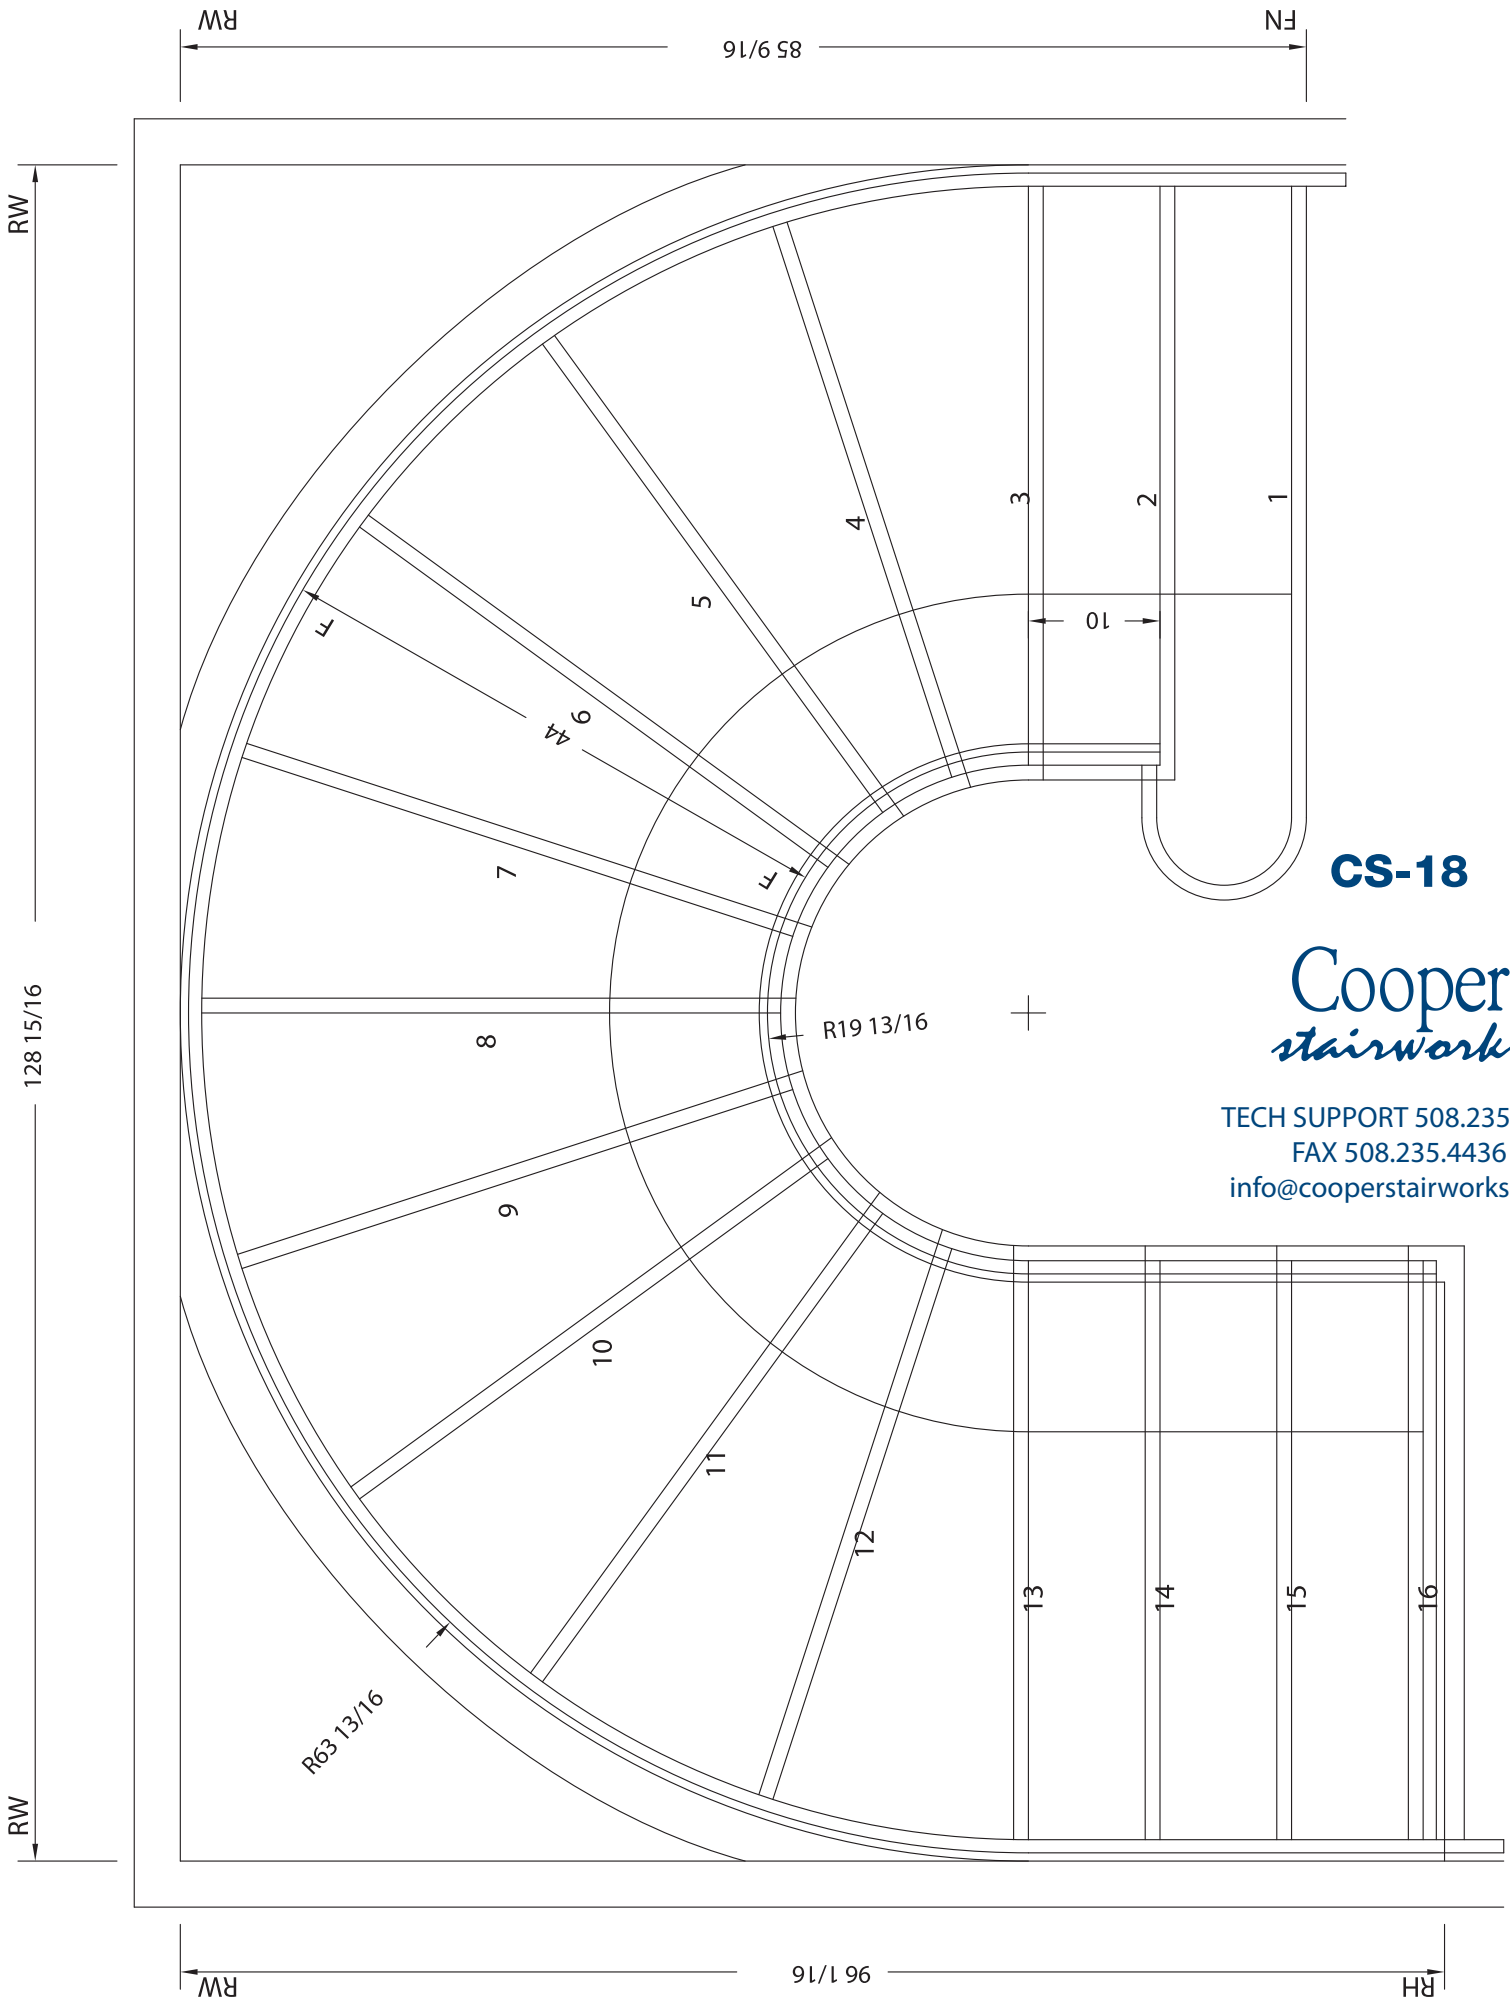 RW
85 9/16
FN
RW
128 15/16
RW
1
2
3
4
5
6
7
8
9
10
11
12
13
14
15
16
10
F
44
F
R19 13/16
R63 13/16
CS-18
Cooper
stairwork
TECH SUPPORT 508.235
FAX 508.235.4436
info@cooperstairworks
RW
96 1/16
RH